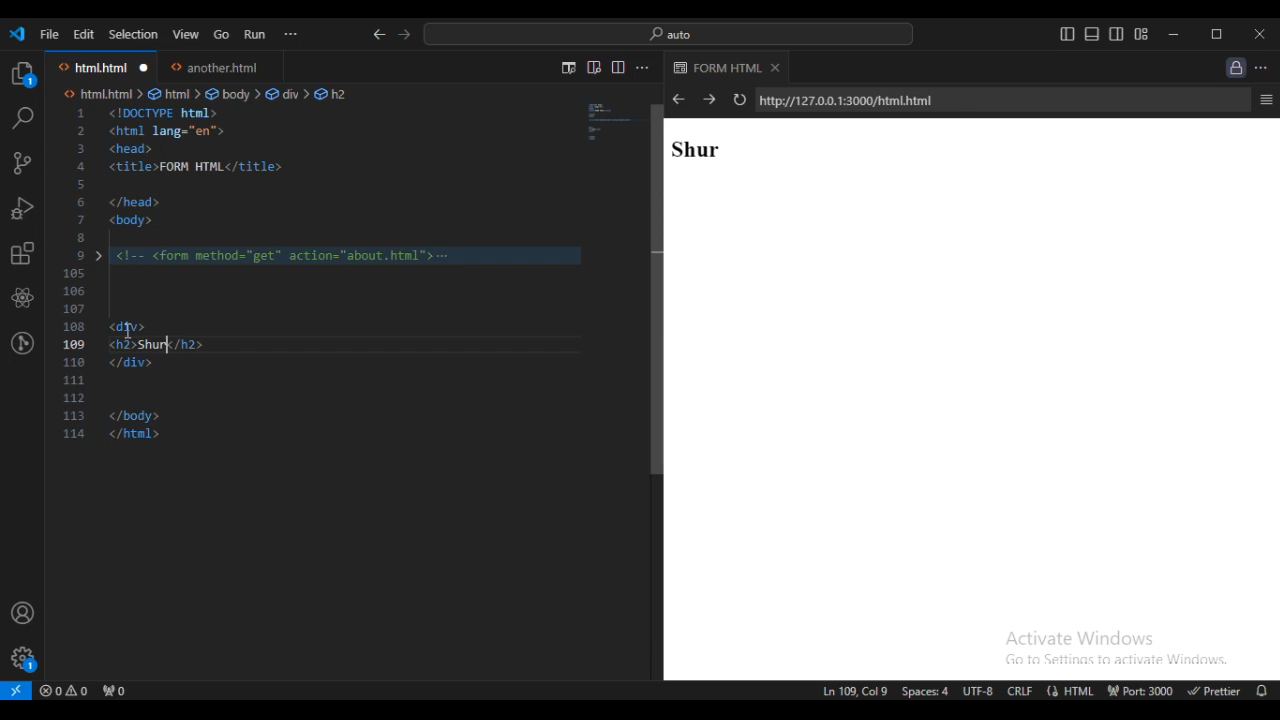 File Edit Selection View Go Run ···
auto
html.html
another.html
html.html > html > body > div > h2
1 <!DOCTYPE html>
2 <html lang="en">
3 <head>
4 <title>FORM HTML</title>
5
6 </head>
7 <body>
8
9 <!-- <form method="get" action="about.html">···
105
106
107
108 <div>
109 <h2>Shur</h2>
110 </div>
111
112
113 </body>
114 </html>
FORM HTML
http://127.0.0.1:3000/html.html
Shur
Activate Windows
Go to Settings to activate Windows.
1
1
0 0 0
Ln 109, Col 9 Spaces: 4 UTF-8 CRLF HTML Port: 3000 Prettier